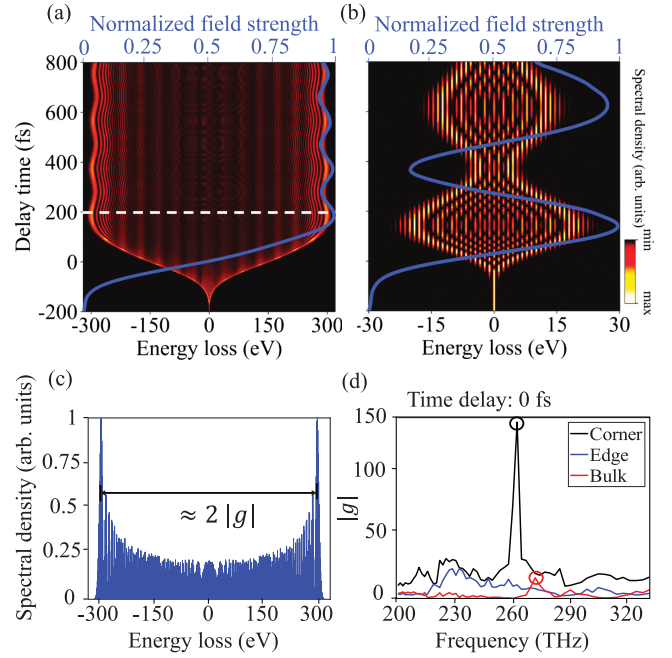 (a) Normalized field strength
0 0.25 0.5 0.75 1
Delay time (fs)
800
600
400
200
0
-200
-300 -150 0 150 300
Energy loss (eV)
(b) Normalized field strength
0 0.25 0.5 0.75 1
Spectral density (arb. units)
min
max
-30 -15 0 15 30
Energy loss (eV)
(c)
Spectral density (arb. units)
1
0.75
0.5
0.25
0
≈ 2 |g|
-300 -150 0 150 300
Energy loss (eV)
(d)
Time delay: 0 fs
|g|
150
100
50
0
Corner
Edge
Bulk
200 230 260 290 320
Frequency (THz)